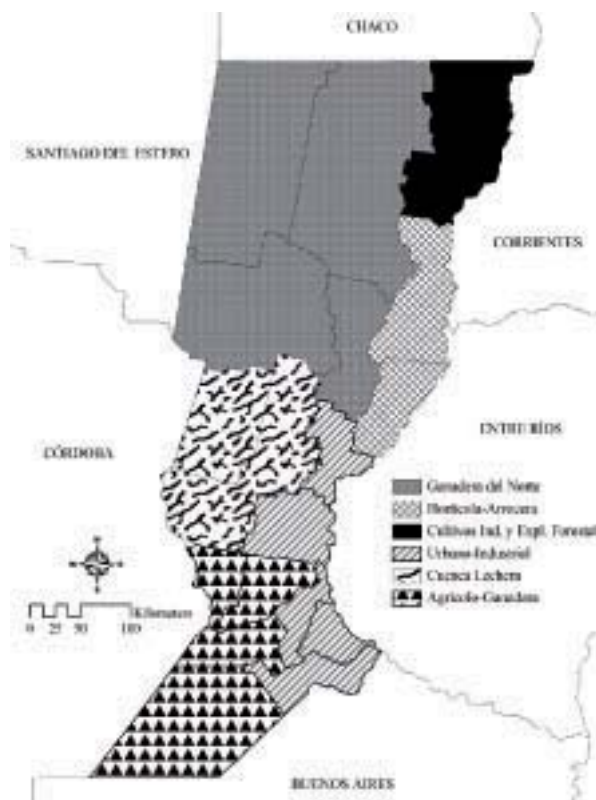 CHACO
SANTIAGO DEL ESTERO
CORRIENTES
CÓRDOBA
ENTRE RÍOS
Ganadera del Norte
Hortícola-Arrocera
Cultivos Ind. y Expl. Forestal
Urbano-Industrial
Cuenca Lechera
Agrícola-Ganadera
N
S
Kilómetros
0 25 50 100
BUENOS AIRES